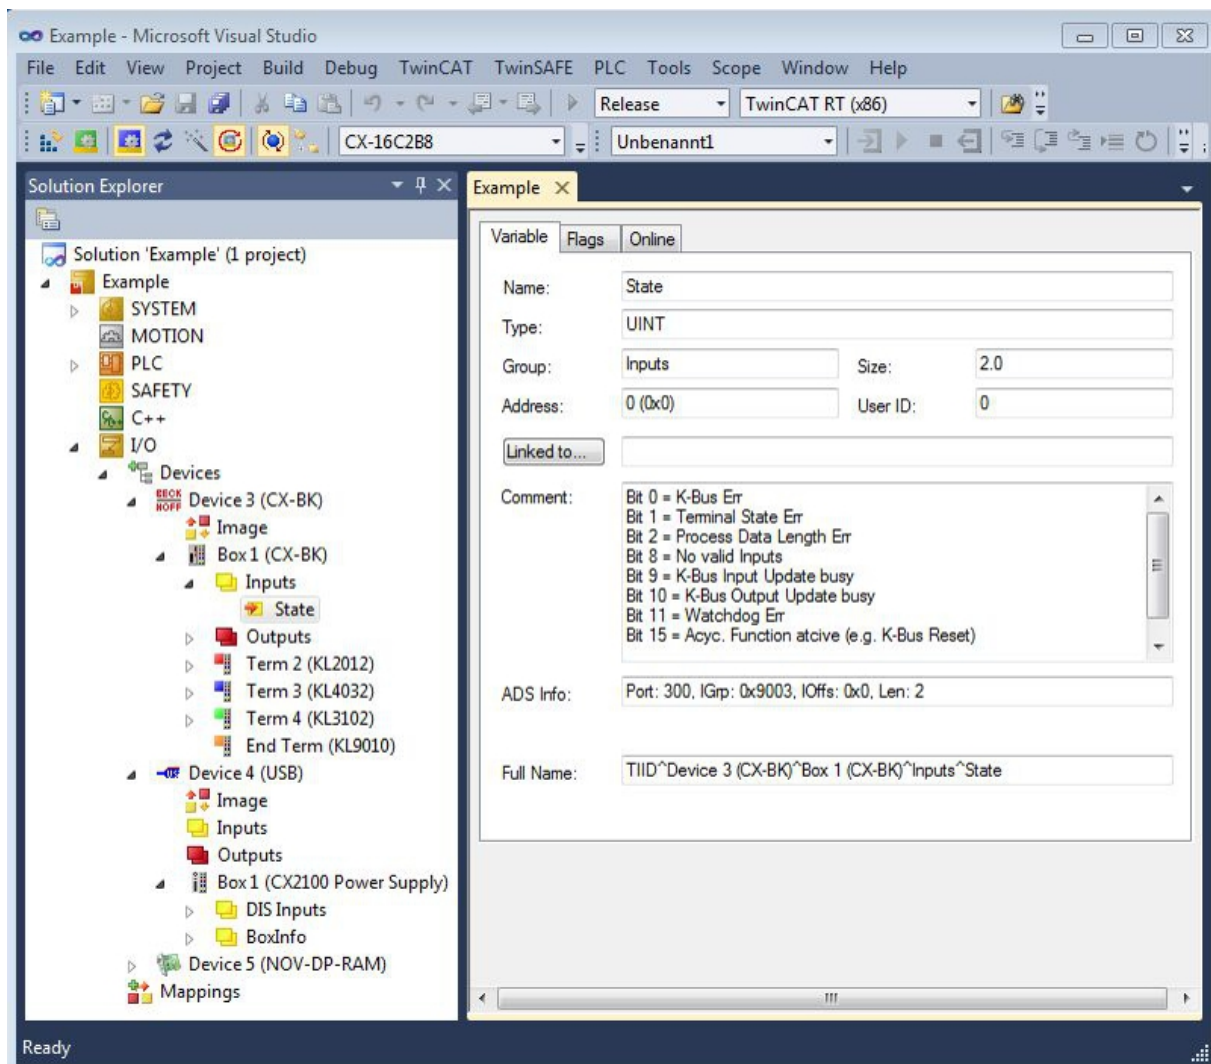 Example - Microsoft Visual Studio
File Edit View Project Build Debug TwinCAT TwinSAFE PLC Tools Scope Window Help
Release TwinCAT RT (x86)
CX-16C2B8 Unbenannt1
Solution Explorer
Solution 'Example' (1 project)
Example
SYSTEM
MOTION
PLC
SAFETY
C++
I/O
Devices
BECK
HOFF
Device 3 (CX-BK)
Image
Box 1 (CX-BK)
Inputs
State
Outputs
Term 2 (KL2012)
Term 3 (KL4032)
Term 4 (KL3102)
End Term (KL9010)
Device 4 (USB)
Image
Inputs
Outputs
Box 1 (CX2100 Power Supply)
DIS Inputs
BoxInfo
Device 5 (NOV-DP-RAM)
Mappings
Example
Variable Flags Online
Name: State
Type: UINT
Group: Inputs Size: 2.0
Address: 0 (0x0) User ID: 0
Linked to...
Comment: Bit 0 = K-Bus Err
Bit 1 = Terminal State Err
Bit 2 = Process Data Length Err
Bit 8 = No valid Inputs
Bit 9 = K-Bus Input Update busy
Bit 10 = K-Bus Output Update busy
Bit 11 = Watchdog Err
Bit 15 = Acyc. Function atcive (e.g. K-Bus Reset)
ADS Info: Port: 300, IGrp: 0x9003, IOffs: 0x0, Len: 2
Full Name: TIID^Device 3 (CX-BK)^Box 1 (CX-BK)^Inputs^State
Ready